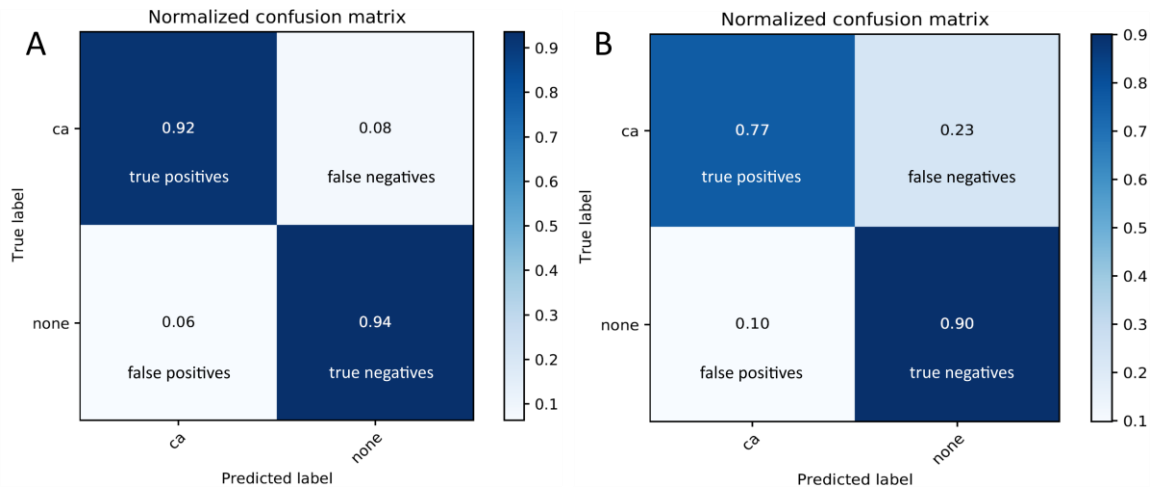 A
Normalized confusion matrix
True label
ca
none
0.92
true positives
0.08
false negatives
0.06
false positives
0.94
true negatives
ca
none
Predicted label
0.9
0.8
0.7
0.6
0.5
0.4
0.3
0.2
0.1
B
Normalized confusion matrix
True label
ca
none
0.77
true positives
0.23
false negatives
0.10
false positives
0.90
true negatives
ca
none
Predicted label
0.9
0.8
0.7
0.6
0.5
0.4
0.3
0.2
0.1